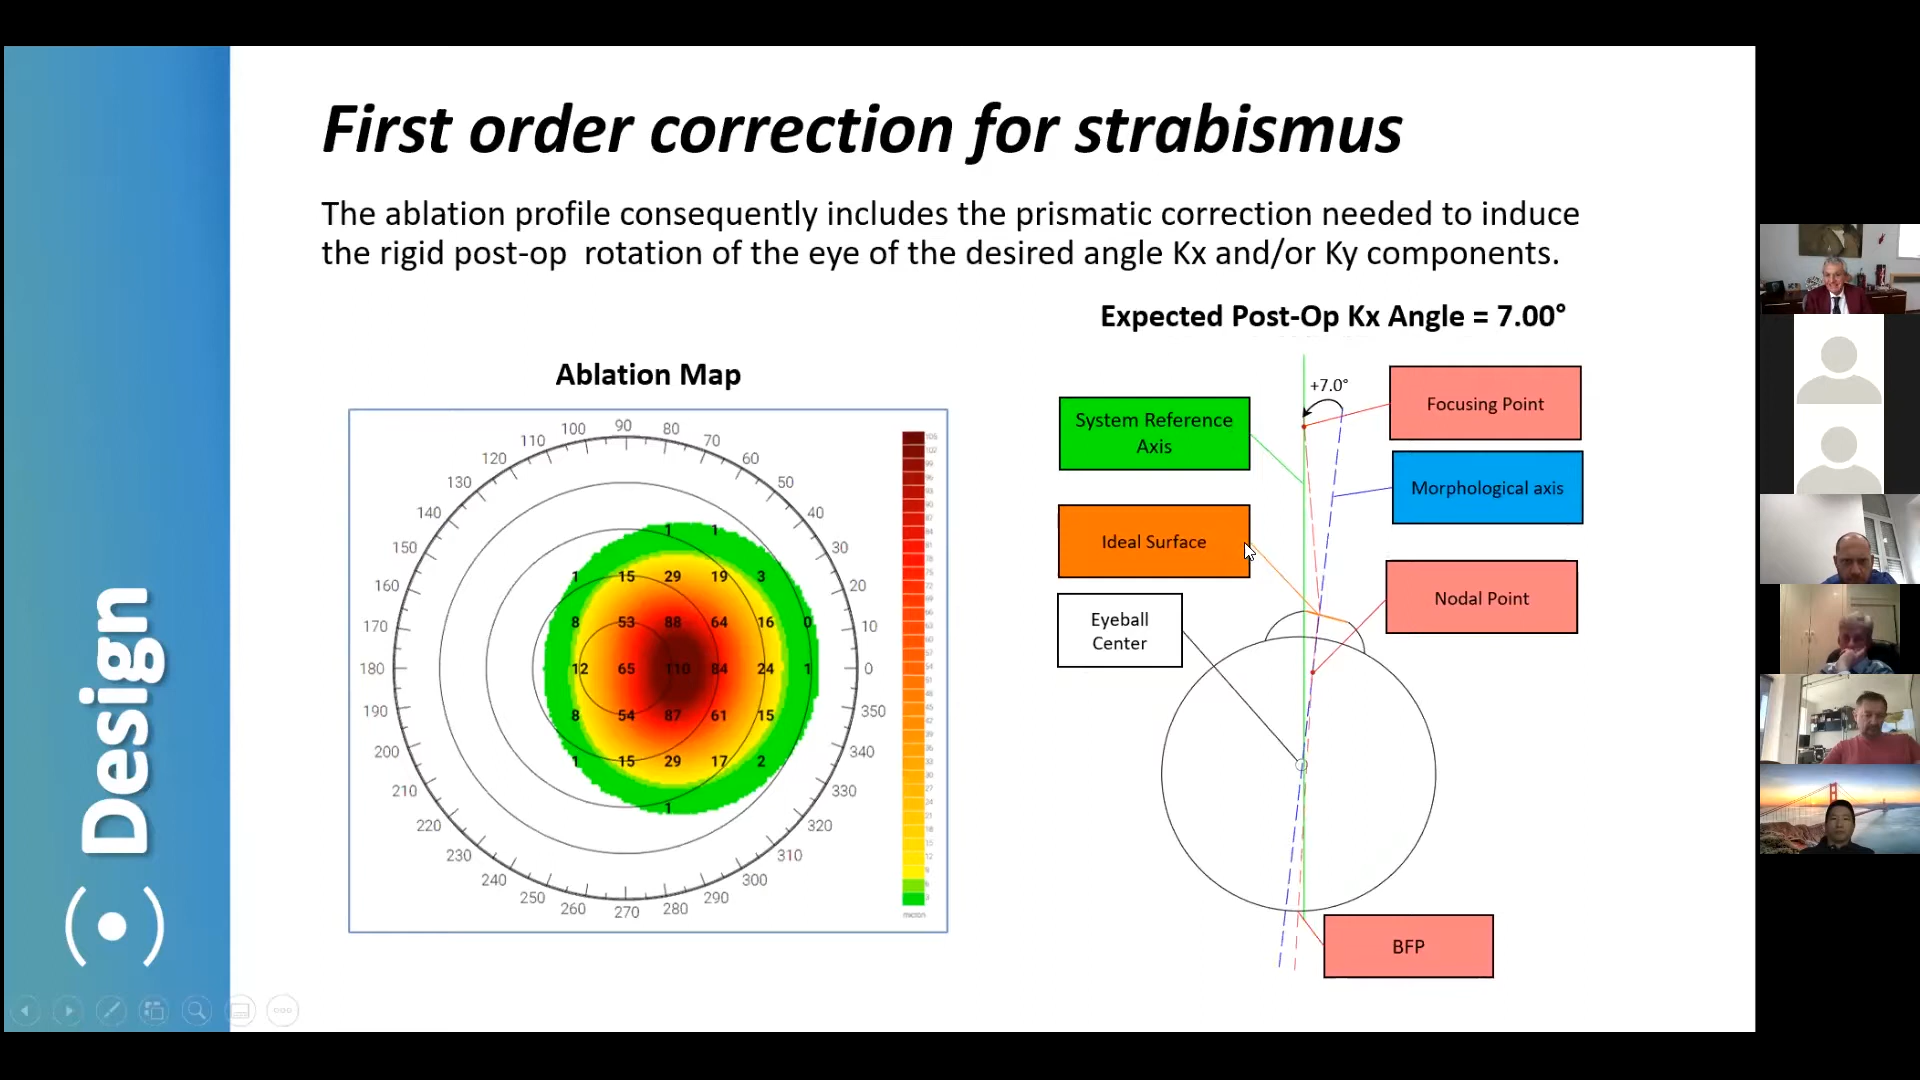 First order correction for strabismus
The ablation profile consequently includes the prismatic correction needed to induce
the rigid post-op rotation of the eye of the desired angle Kx and/or Ky components.
Expected Post-Op Kx Angle = 7.00°
Ablation Map
90
100
80
110
70
120
60
130
50
140
40
150
30
160
20
170
10
180
0
190
350
200
340
210
330
220
320
230
310
240
300
250
290
260
270
280
1 1
1 15 29 19 3
8 53 88 64 16 0
12 65 110 84 24 1
8 54 87 61 15
1 15 29 17 2
1
micron
+7.0°
System Reference
Axis
Focusing Point
Morphological axis
Ideal Surface
Eyeball
Center
Nodal Point
BFP
Design